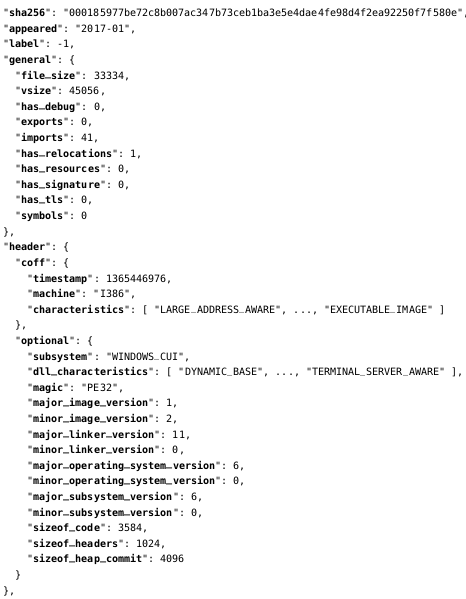 "sha256": "000185977be72c8b007ac347b73ceb1ba3e5e4dae4fe98d4f2ea92250f7f580e",
"appeared": "2017-01",
"label": -1,
"general": {
"file_size": 33334,
"vsize": 45056,
"has_debug": 0,
"exports": 0,
"imports": 41,
"has_relocations": 1,
"has_resources": 0,
"has_signature": 0,
"has_tls": 0,
"symbols": 0
},
"header": {
"coff": {
"timestamp": 1365446976,
"machine": "I386",
"characteristics": [ "LARGE_ADDRESS_AWARE", ..., "EXECUTABLE_IMAGE" ]
},
"optional": {
"subsystem": "WINDOWS_CUI",
"dll_characteristics": [ "DYNAMIC_BASE", ..., "TERMINAL_SERVER_AWARE" ],
"magic": "PE32",
"major_image_version": 1,
"minor_image_version": 2,
"major_linker_version": 11,
"minor_linker_version": 0,
"major_operating_system_version": 6,
"minor_operating_system_version": 0,
"major_subsystem_version": 6,
"minor_subsystem_version": 0,
"sizeof_code": 3584,
"sizeof_headers": 1024,
"sizeof_heap_commit": 4096
}
},